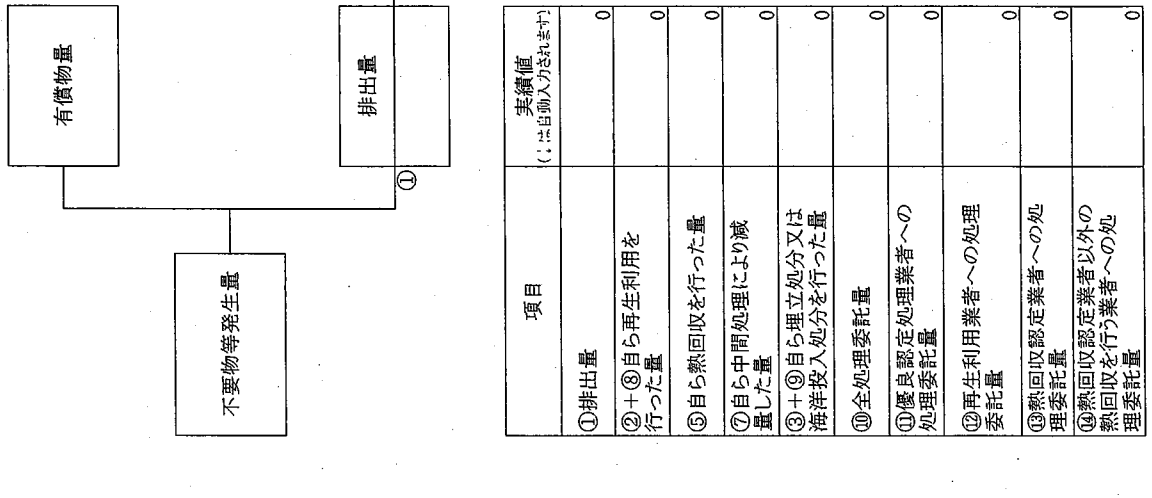 不要物等発生量
有償物量
①
排出量
項目
実績値
(↓は自動入力されます)
①排出量
0
②＋⑧自ら再生利用を
行った量
0
⑤自ら熱回収を行った量
0
⑦自ら中間処理により減
量した量
0
③＋⑨自ら埋立処分又は
海洋投入処分を行った量
0
⑩全処理委託量
0
⑪優良認定処理業者への
処理委託量
0
⑫再生利用業者への処理
委託量
0
⑬熱回収認定業者への処
理委託量
0
⑭熱回収認定業者以外の
熱回収を行う業者への処
理委託量
0